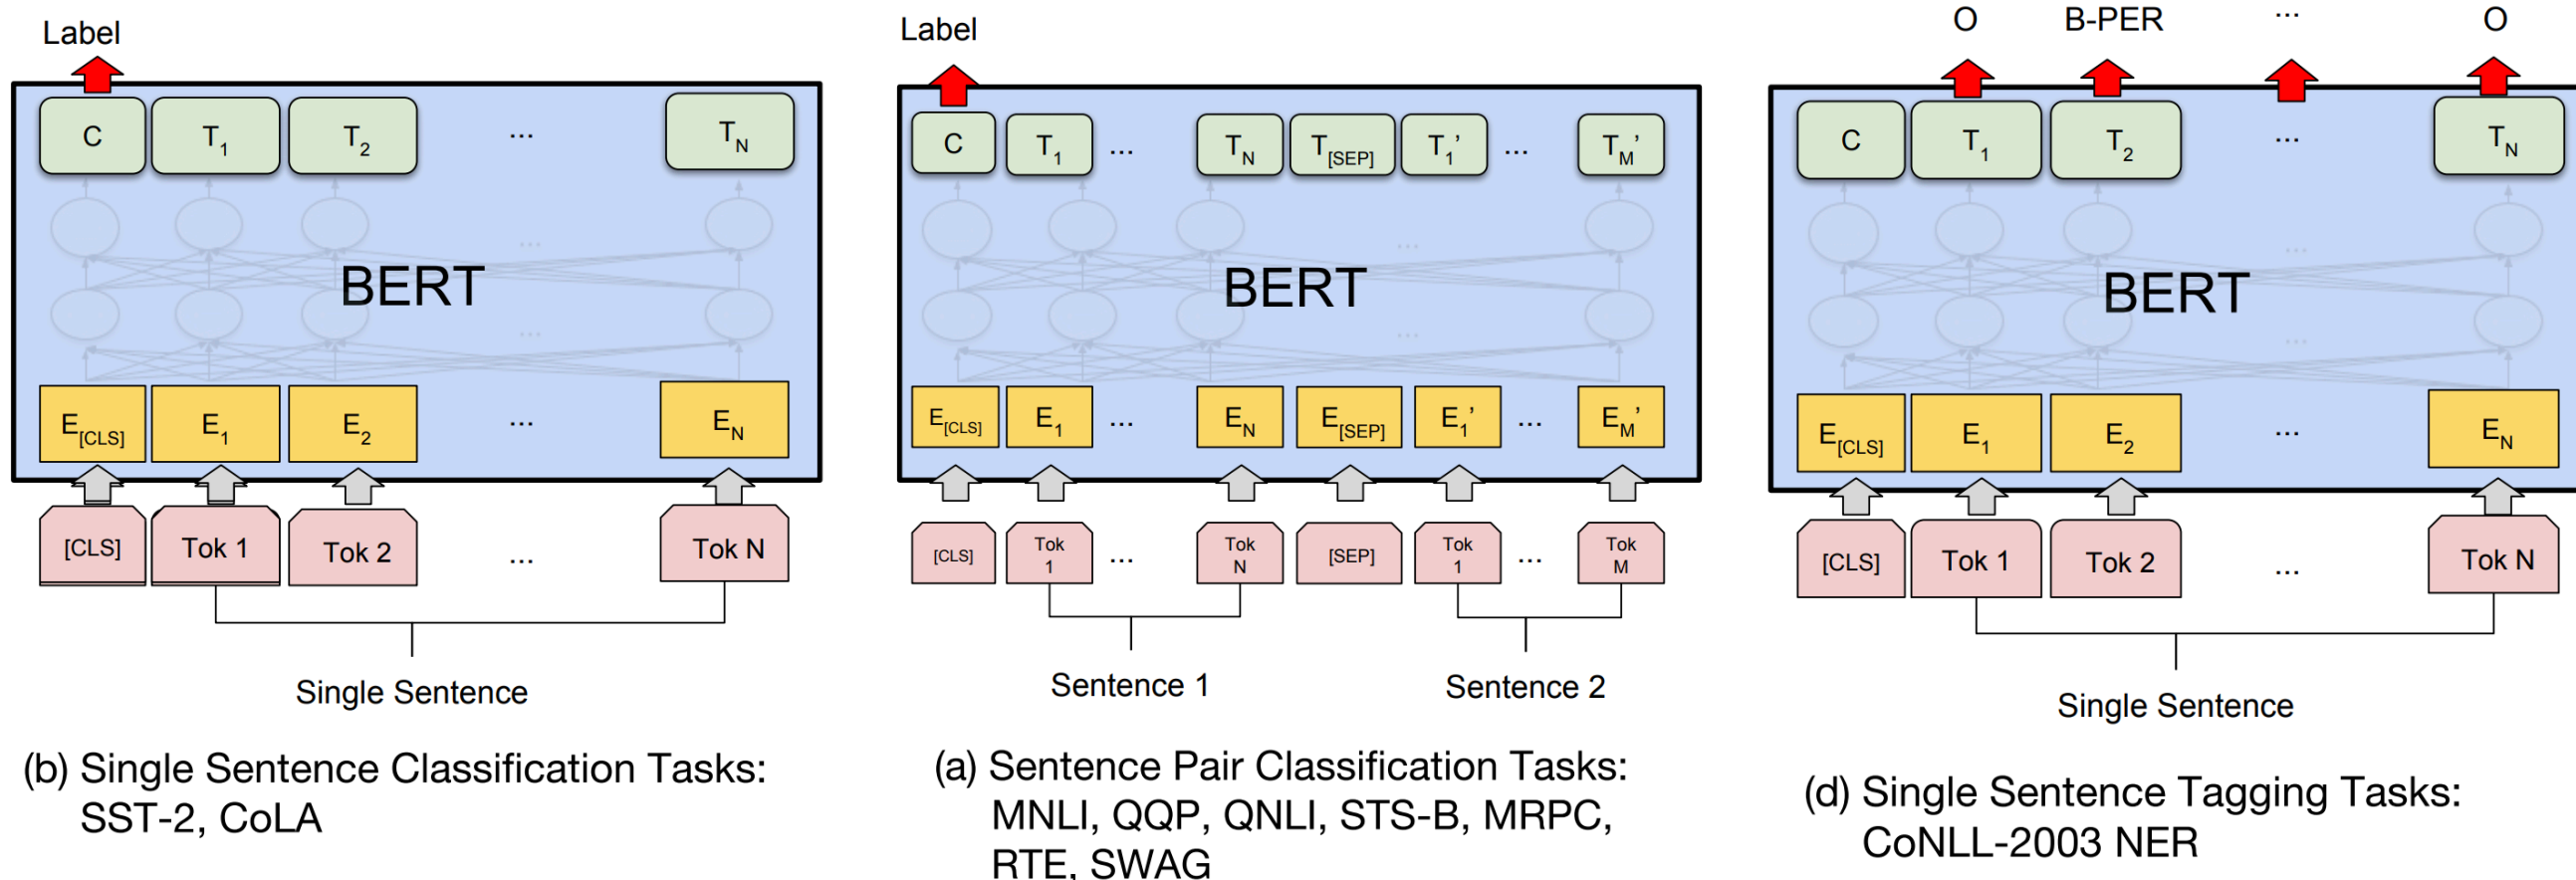 Label
C T1 T2 ... TN
...
BERT
...
E[CLS] E1 E2 ... EN
[CLS] Tok 1 Tok 2 ... Tok N
Single Sentence
(b) Single Sentence Classification Tasks:
SST-2, CoLA
Label
C T1 ... TN T[SEP] T1’ ... TM’
...
BERT
...
E[CLS] E1 ... EN E[SEP] E1’ ... EM’
[CLS] Tok 1 ... Tok N [SEP] Tok 1 ... Tok M
Sentence 1 Sentence 2
(a) Sentence Pair Classification Tasks:
MNLI, QQP, QNLI, STS-B, MRPC,
RTE, SWAG
O B-PER ... O
C T1 T2 ... TN
...
BERT
...
E[CLS] E1 E2 ... EN
[CLS] Tok 1 Tok 2 ... Tok N
Single Sentence
(d) Single Sentence Tagging Tasks:
CoNLL-2003 NER